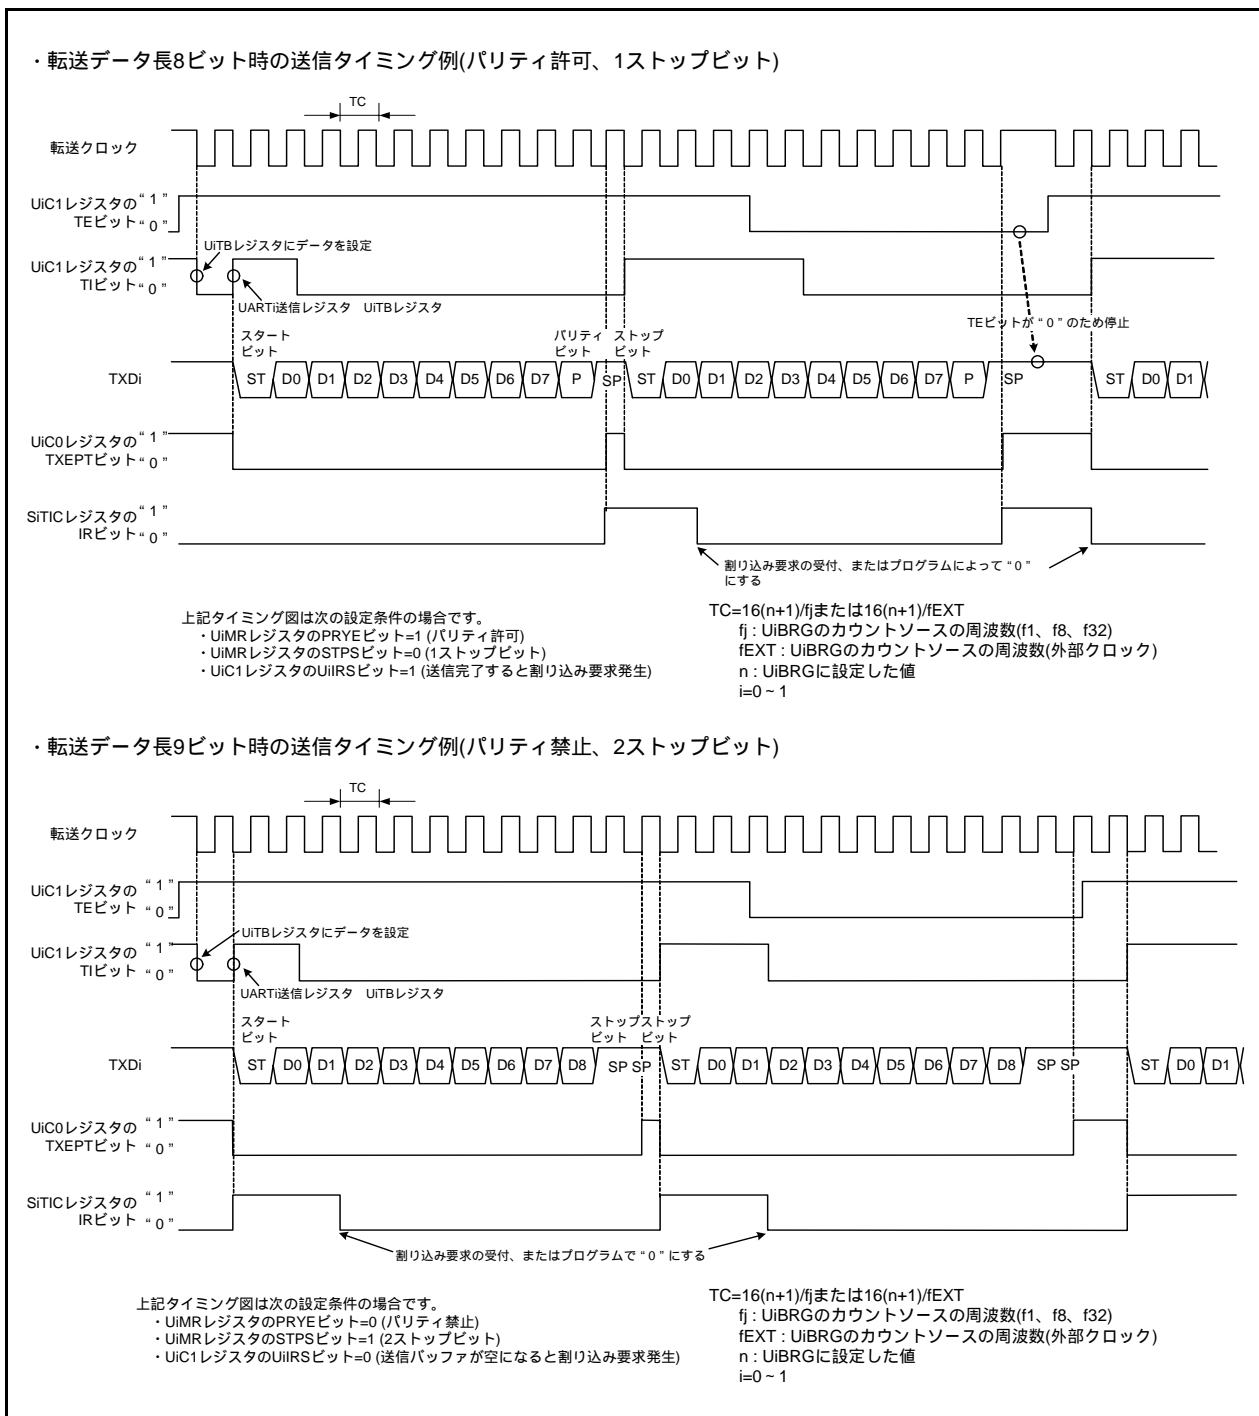 ・転送データ長8ビット時の送信タイミング例(パリティ許可、1ストップビット)
TC
転送クロック
UiC1レジスタの “ 1 ”
TEビット “ 0 ”
UiTBレジスタにデータを設定
UiC1レジスタの “ 1 ”
TIビット “ 0 ”
UARTi送信レジスタ UiTBレジスタ
TEビットが “ 0 ” のため停止
スタート
ビット
パリティ
ビット
ストップ
ビット
TXDi
ST D0 D1 D2 D3 D4 D5 D6 D7 P SP ST D0 D1 D2 D3 D4 D5 D6 D7 P SP ST D0 D1
UiC0レジスタの “ 1 ”
TXEPTビット “ 0 ”
SiTICレジスタの “ 1 ”
IRビット “ 0 ”
割り込み要求の受付、またはプログラムによって “ 0 ”
にする
上記タイミング図は次の設定条件の場合です。
・UiMRレジスタのPRYEビット=1 (パリティ許可)
・UiMRレジスタのSTPSビット=0 (1ストップビット)
・UiC1レジスタのUiIRSビット=1 (送信完了すると割り込み要求発生)
TC=16(n+1)/fjまたは16(n+1)/fEXT
fj : UiBRGのカウントソースの周波数(f1、f8、f32)
fEXT : UiBRGのカウントソースの周波数(外部クロック)
n : UiBRGに設定した値
i=0 ~ 1
・転送データ長9ビット時の送信タイミング例(パリティ禁止、2ストップビット)
TC
転送クロック
UiC1レジスタの “ 1 ”
TEビット “ 0 ”
UiTBレジスタにデータを設定
UiC1レジスタの “ 1 ”
TIビット “ 0 ”
UARTi送信レジスタ UiTBレジスタ
スタート
ビット
ストップ
ビット
ストップ
ビット
TXDi
ST D0 D1 D2 D3 D4 D5 D6 D7 D8 SP SP ST D0 D1 D2 D3 D4 D5 D6 D7 D8 SP SP ST D0 D1
UiC0レジスタの “ 1 ”
TXEPTビット “ 0 ”
SiTICレジスタの “ 1 ”
IRビット “ 0 ”
割り込み要求の受付、またはプログラムで “ 0 ” にする
上記タイミング図は次の設定条件の場合です。
・UiMRレジスタのPRYEビット=0 (パリティ禁止)
・UiMRレジスタのSTPSビット=1 (2ストップビット)
・UiC1レジスタのUiIRSビット=0 (送信バッファが空になると割り込み要求発生)
TC=16(n+1)/fjまたは16(n+1)/fEXT
fj : UiBRGのカウントソースの周波数(f1、f8、f32)
fEXT : UiBRGのカウントソースの周波数(外部クロック)
n : UiBRGに設定した値
i=0 ~ 1